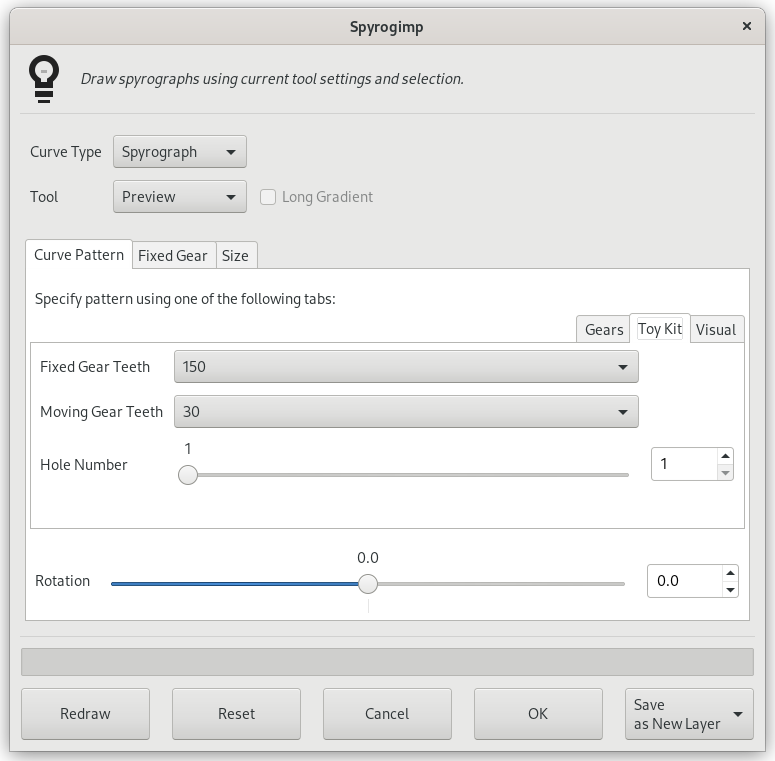 Spyrogimp
Draw spyrographs using current tool settings and selection.
Curve Type
Spyrograph
Tool
Preview
Long Gradient
Curve Pattern
Fixed Gear
Size
Specify pattern using one of the following tabs:
Gears
Toy Kit
Visual
Fixed Gear Teeth
150
Moving Gear Teeth
30
1
Hole Number
1
0.0
Rotation
0.0
Redraw
Reset
Cancel
OK
Save
as New Layer